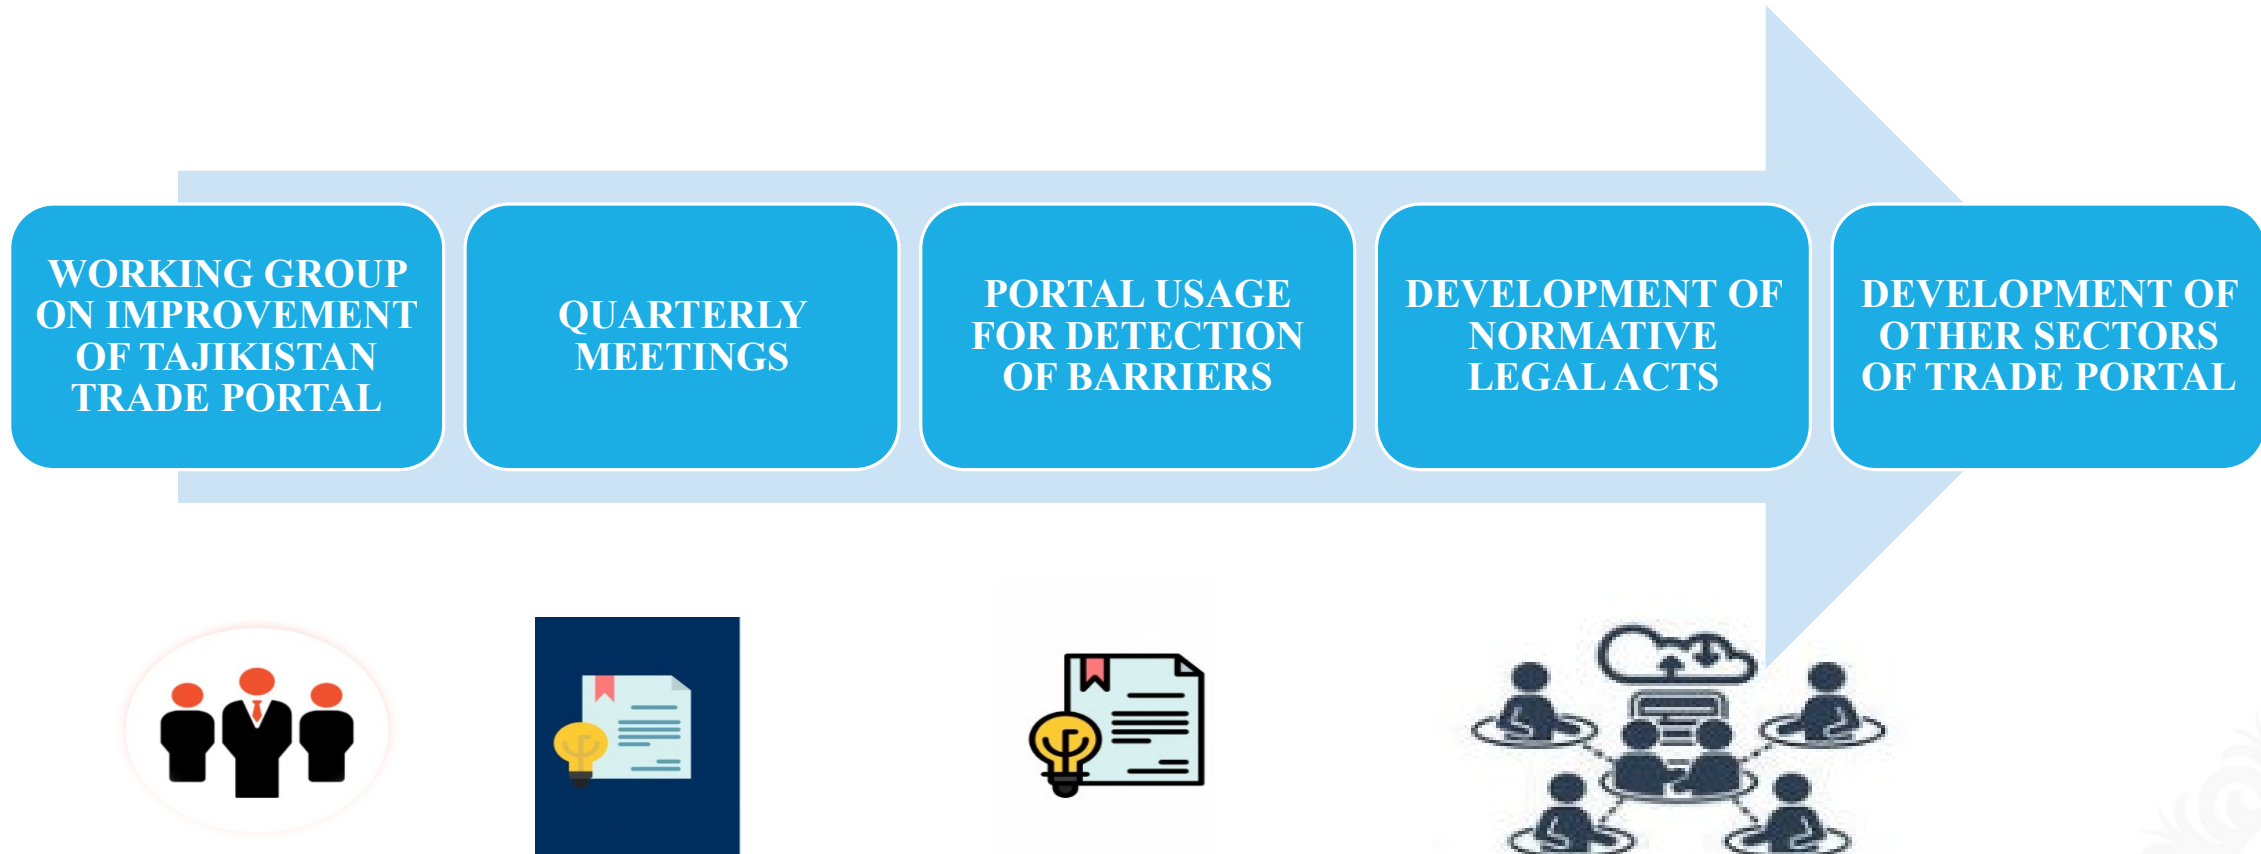 WORKING GROUP
ON IMPROVEMENT
OF TAJIKISTAN
TRADE PORTAL
QUARTERLY
MEETINGS
PORTAL USAGE
FOR DETECTION
OF BARRIERS
DEVELOPMENT OF
NORMATIVE
LEGAL ACTS
DEVELOPMENT OF
OTHER SECTORS
OF TRADE PORTAL